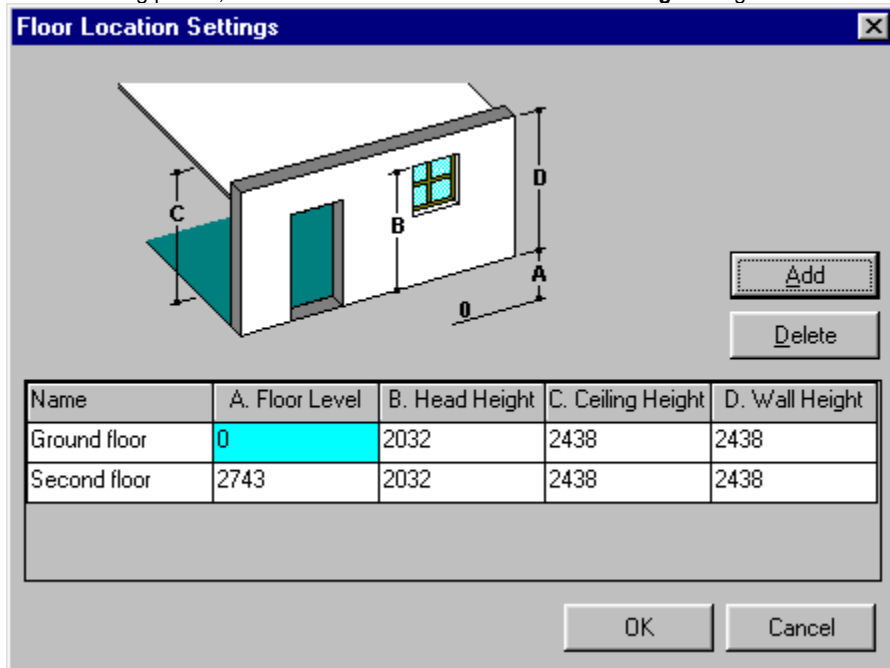 Floor Location Settings
C
B
D
A
0
Add
Delete
Name A. Floor Level B. Head Height C. Ceiling Height D. Wall Height
Ground floor 0 2032 2438 2438
Second floor 2743 2032 2438 2438
OK Cancel